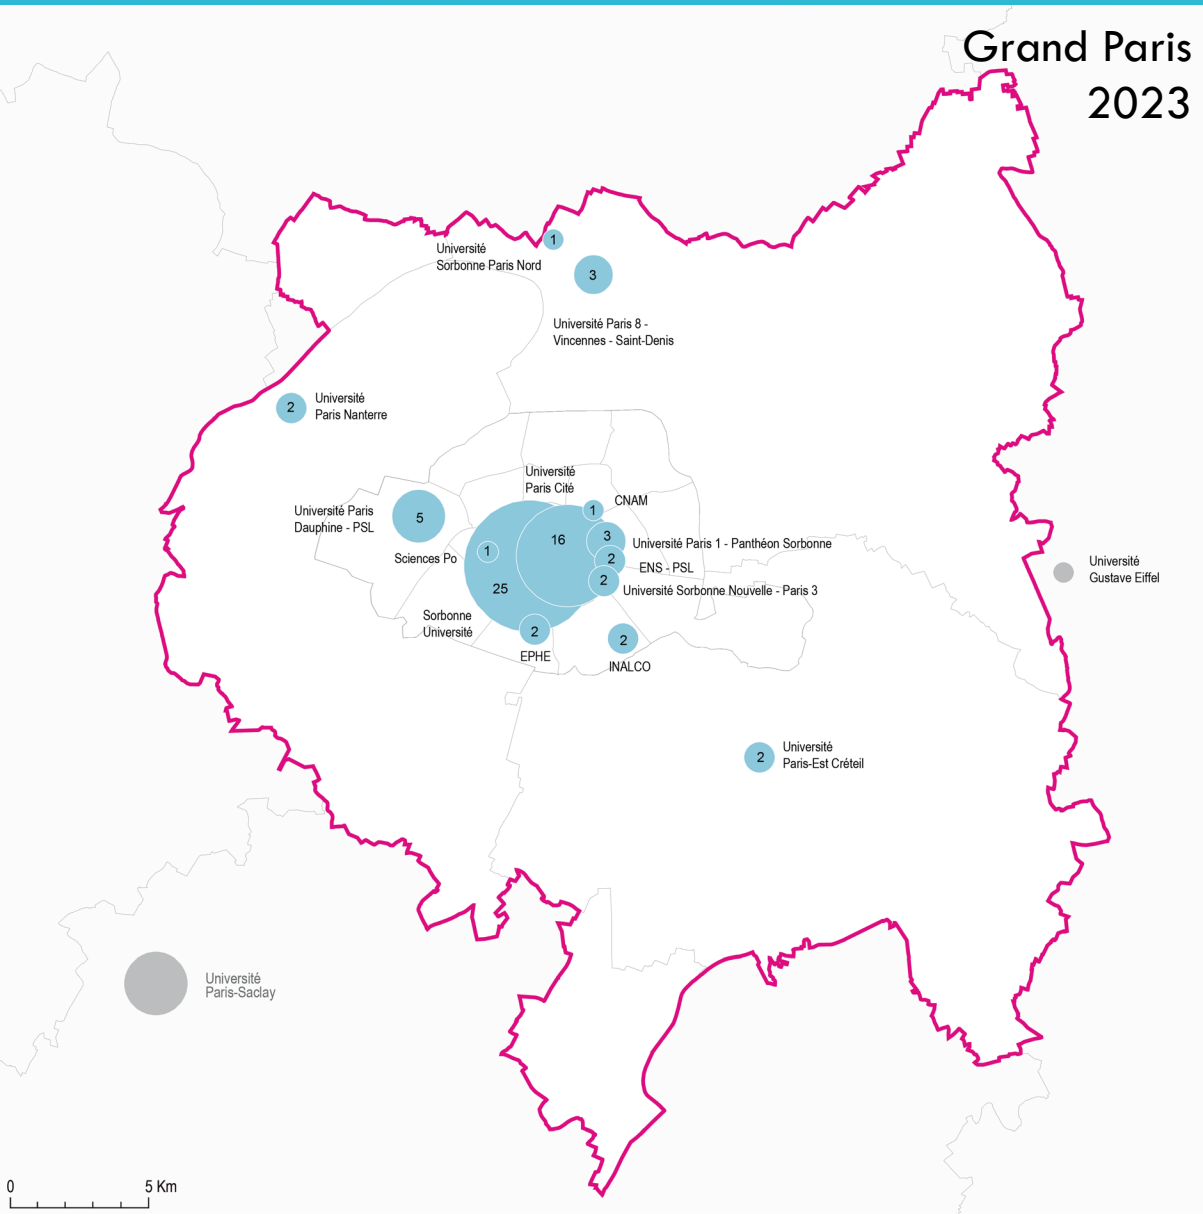 Grand Paris
2023
1
Université
Sorbonne Paris Nord
3
Université Paris 8 -
Vincennes - Saint-Denis
2
Université
Paris Nanterre
Université
Paris Cité
CNAM
1
Université Paris
Dauphine - PSL
5
16
3
Université Paris 1 - Panthéon Sorbonne
Sciences Po
1
2
ENS - PSL
25
2
Université Sorbonne Nouvelle - Paris 3
Sorbonne
Université
2
EPHE
2
INALCO
Université
Gustave Eiffel
2
Université
Paris-Est Créteil
Université
Paris-Saclay
0
5 Km